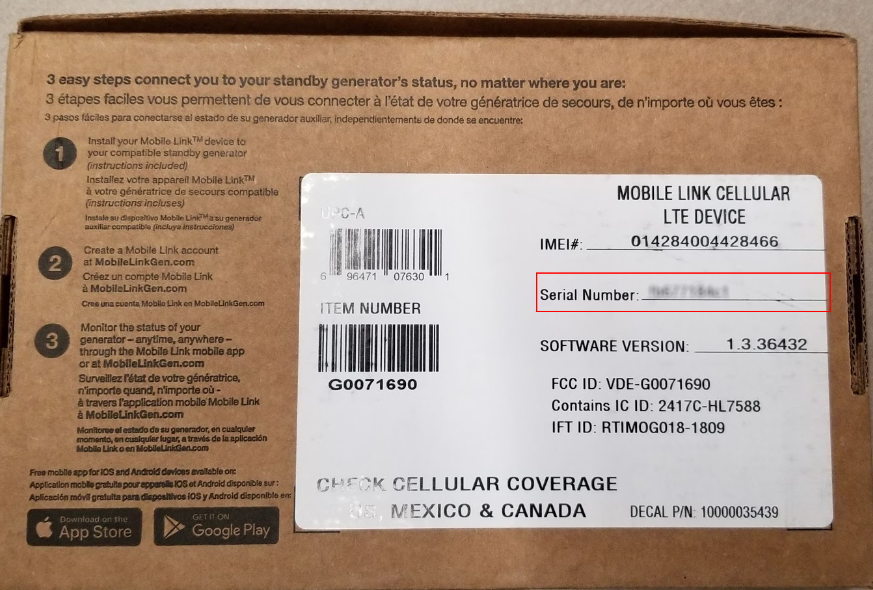 3 easy steps connect you to your standby generator's status, no matter where you are:
3 étapes faciles vous permettent de vous connecter à l'état de votre génératrice de secours, de n'importe où vous êtes :
3 pasos fáciles para conectarse al estado de su generador auxiliar, independientemente de donde se encuentre:
1
Install your Mobile Link™ device to
your compatible standby generator
(instructions included)
Installez votre appareil Mobile Link™
à votre génératrice de secours compatible
(instructions incluses)
Instale su dispositivo Mobile Link™ a su generador
auxiliar compatible (incluye instrucciones)
2
Create a Mobile Link account
at MobileLinkGen.com
Créez un compte Mobile Link
à MobileLinkGen.com
Cree una cuenta Mobile Link en MobileLinkGen.com
3
Monitor the status of your
generator – anytime, anywhere –
through the Mobile Link mobile app
or at MobileLinkGen.com
Surveillez l'état de votre génératrice,
n'importe quand, n'importe où -
à travers l'application mobile Mobile Link
à MobileLinkGen.com
Monitoree el estado de su generador, en cualquier
momento, en cualquier lugar, a través de la aplicación
Mobile Link o en MobileLinkGen.com
Free mobile app for iOS and Android devices available on:
Application mobile gratuite pour appareils iOS et Android disponible sur :
Aplicación móvil gratuita para dispositivos iOS y Android disponible en:
Download on the
App Store
GET IT ON
Google Play
UPC-A
6 96471 07630 1
ITEM NUMBER
G0071690
MOBILE LINK CELLULAR
LTE DEVICE
IMEI#: 014284004428466
Serial Number:
SOFTWARE VERSION: 1.3.36432
FCC ID: VDE-G0071690
Contains IC ID: 2417C-HL7588
IFT ID: RTIMOG018-1809
CHECK CELLULAR COVERAGE
US, MEXICO & CANADA
DECAL P/N: 10000035439